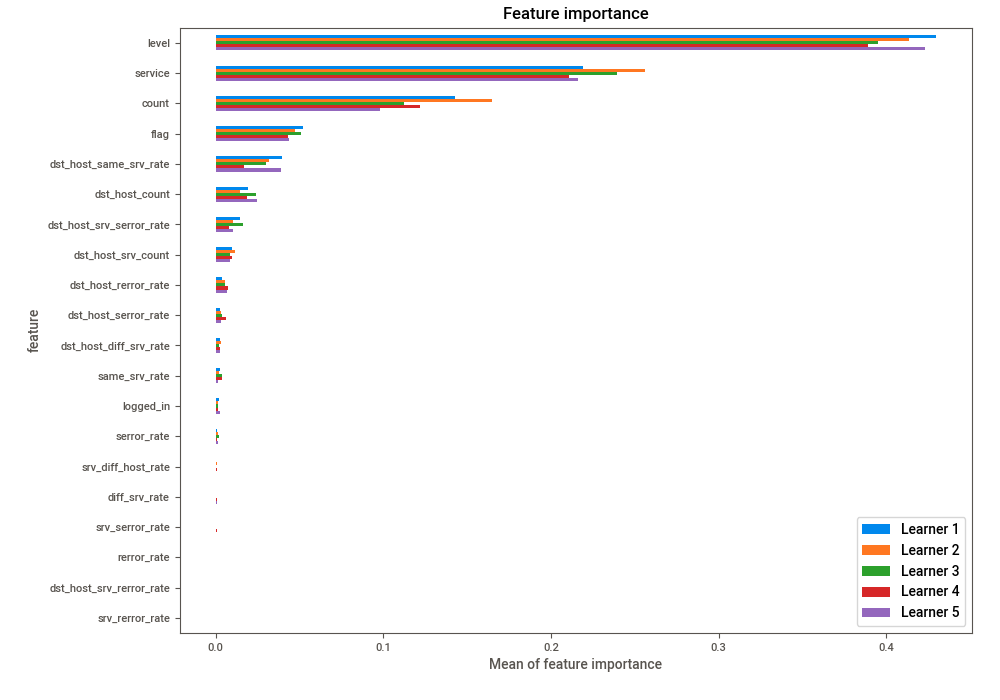 Feature importance
level
service
count
flag
dst_host_same_srv_rate
dst_host_count
dst_host_srv_serror_rate
dst_host_srv_count
dst_host_rerror_rate
dst_host_serror_rate
dst_host_diff_srv_rate
same_srv_rate
logged_in
serror_rate
srv_diff_host_rate
diff_srv_rate
srv_serror_rate
rerror_rate
dst_host_srv_rerror_rate
srv_rerror_rate
feature
Learner 1
Learner 2
Learner 3
Learner 4
Learner 5
0.0 0.1 0.2 0.3 0.4
Mean of feature importance